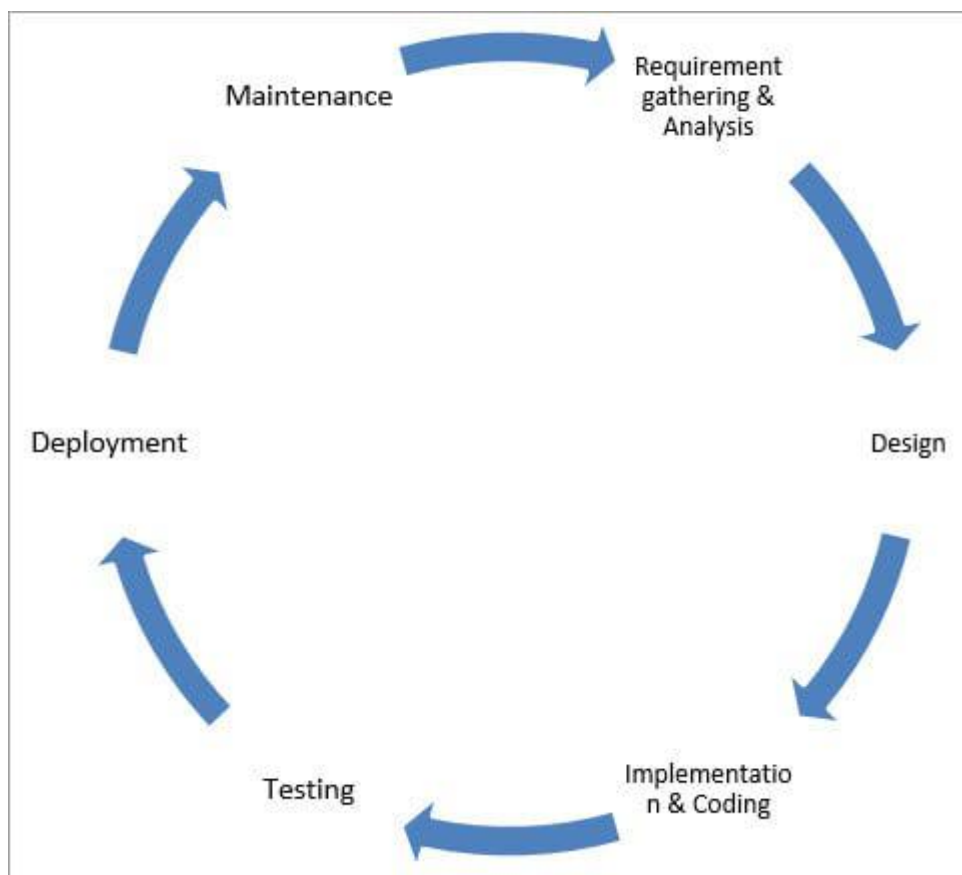 Maintenance
Requirement
gathering &
Analysis
Deployment
Design
Testing
Implementatio
n & Coding